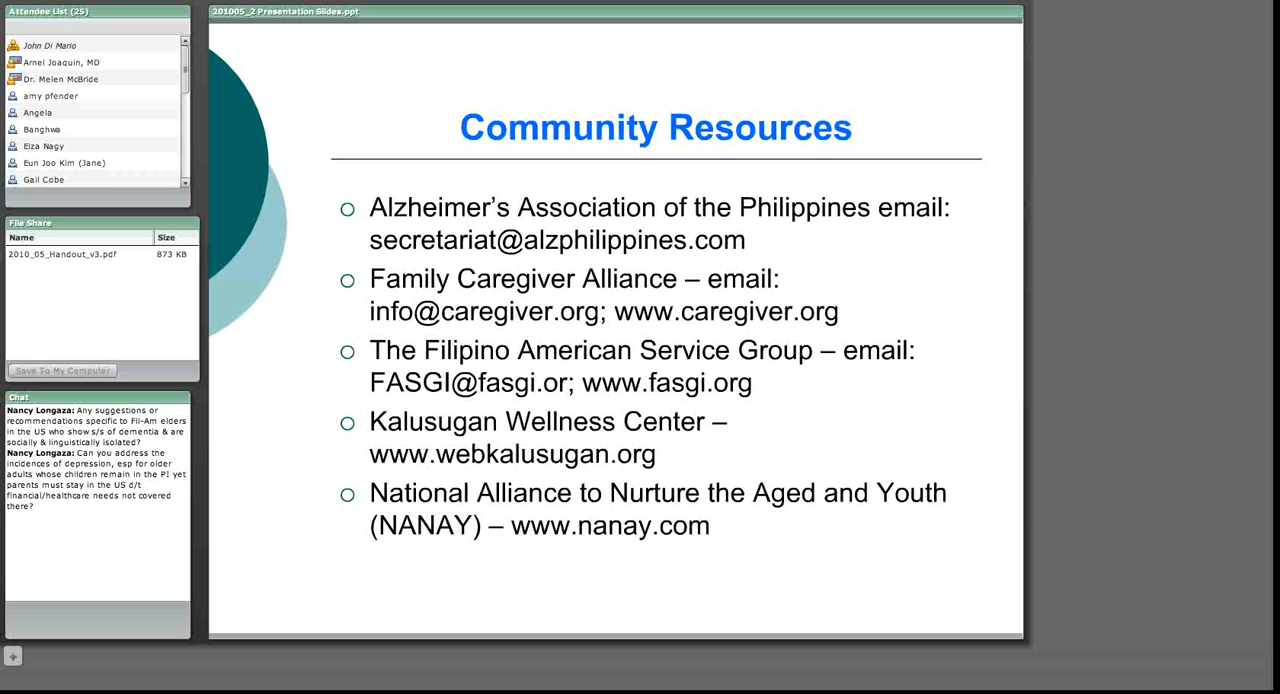 Attendee List (25)
John Di Mario
Arnel Joaquin, MD
Dr. Melen McBride
amy pfender
Angela
Banghwa
Elza Nagy
Eun Joo Kim (Jane)
Gail Cobe
File Share
Name Size
2010_05_Handout_v3.pdf 873 KB
Save To My Computer
Chat
Nancy Longaza: Any suggestions or
recommendations specific to Fil-Am elders
in the US who show s/s of dementia & are
socially & linguistically isolated?
Nancy Longaza: Can you address the
incidences of depression, esp for older
adults whose children remain in the PI yet
parents must stay in the US d/t
financial/healthcare needs not covered
there?
201005_2 Presentation Slides.ppt
Community Resources
Alzheimer’s Association of the Philippines email:
secretariat@alzphilippines.com
Family Caregiver Alliance – email:
info@caregiver.org; www.caregiver.org
The Filipino American Service Group – email:
FASGI@fasgi.or; www.fasgi.org
Kalusugan Wellness Center –
www.webkalusugan.org
National Alliance to Nurture the Aged and Youth
(NANAY) – www.nanay.com